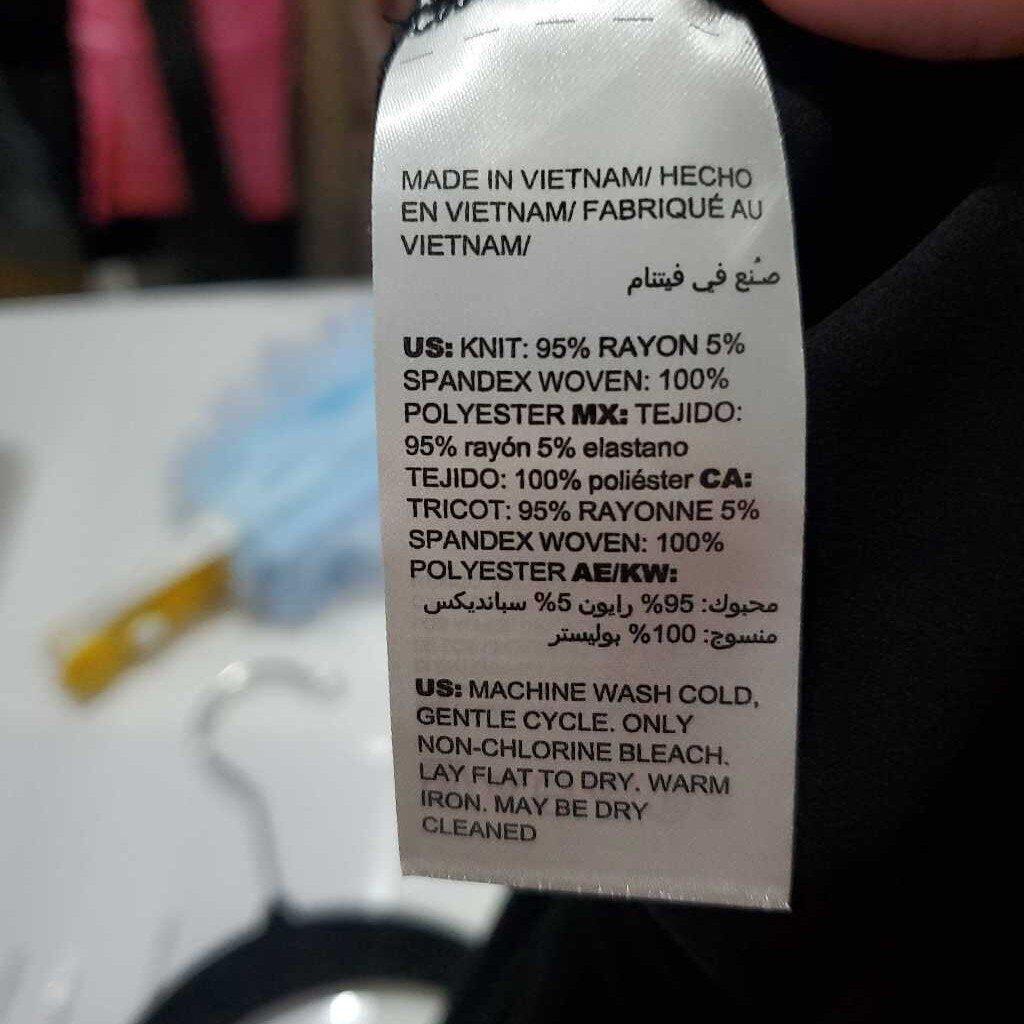 MADE IN VIETNAM/ HECHO
EN VIETNAM/ FABRIQUÉ AU
VIETNAM/
صُنع في فيتنام
US: KNIT: 95% RAYON 5%
SPANDEX WOVEN: 100%
POLYESTER MX: TEJIDO:
95% rayón 5% elastano
TEJIDO: 100% poliéster CA:
TRICOT: 95% RAYONNE 5%
SPANDEX WOVEN: 100%
POLYESTER AE/KW:
محبوك: 95% رايون 5% سبانديكس
منسوج: 100% بوليستر
US: MACHINE WASH COLD,
GENTLE CYCLE. ONLY
NON-CHLORINE BLEACH.
LAY FLAT TO DRY. WARM
IRON. MAY BE DRY
CLEANED